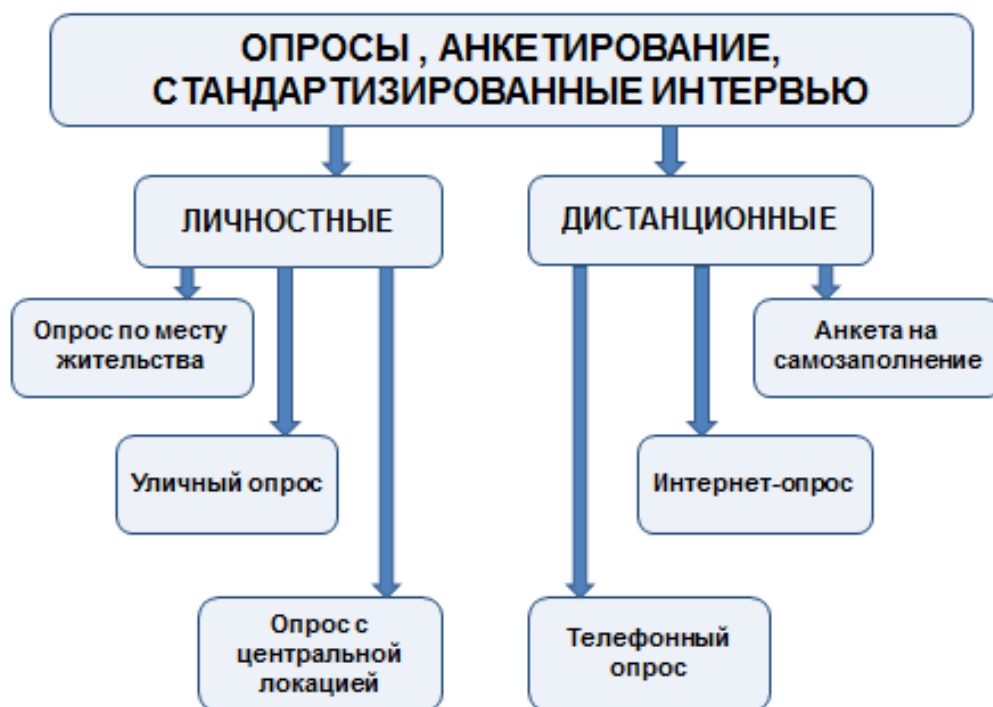 ОПРОСЫ , АНКЕТИРОВАНИЕ,
СТАНДАРТИЗИРОВАННЫЕ ИНТЕРВЬЮ
ЛИЧНОСТНЫЕ
ДИСТАНЦИОННЫЕ
Опрос по месту
жительства
Анкета на
самозаполнение
Уличный опрос
Интернет-опрос
Опрос с
центральной
локацией
Телефонный
опрос